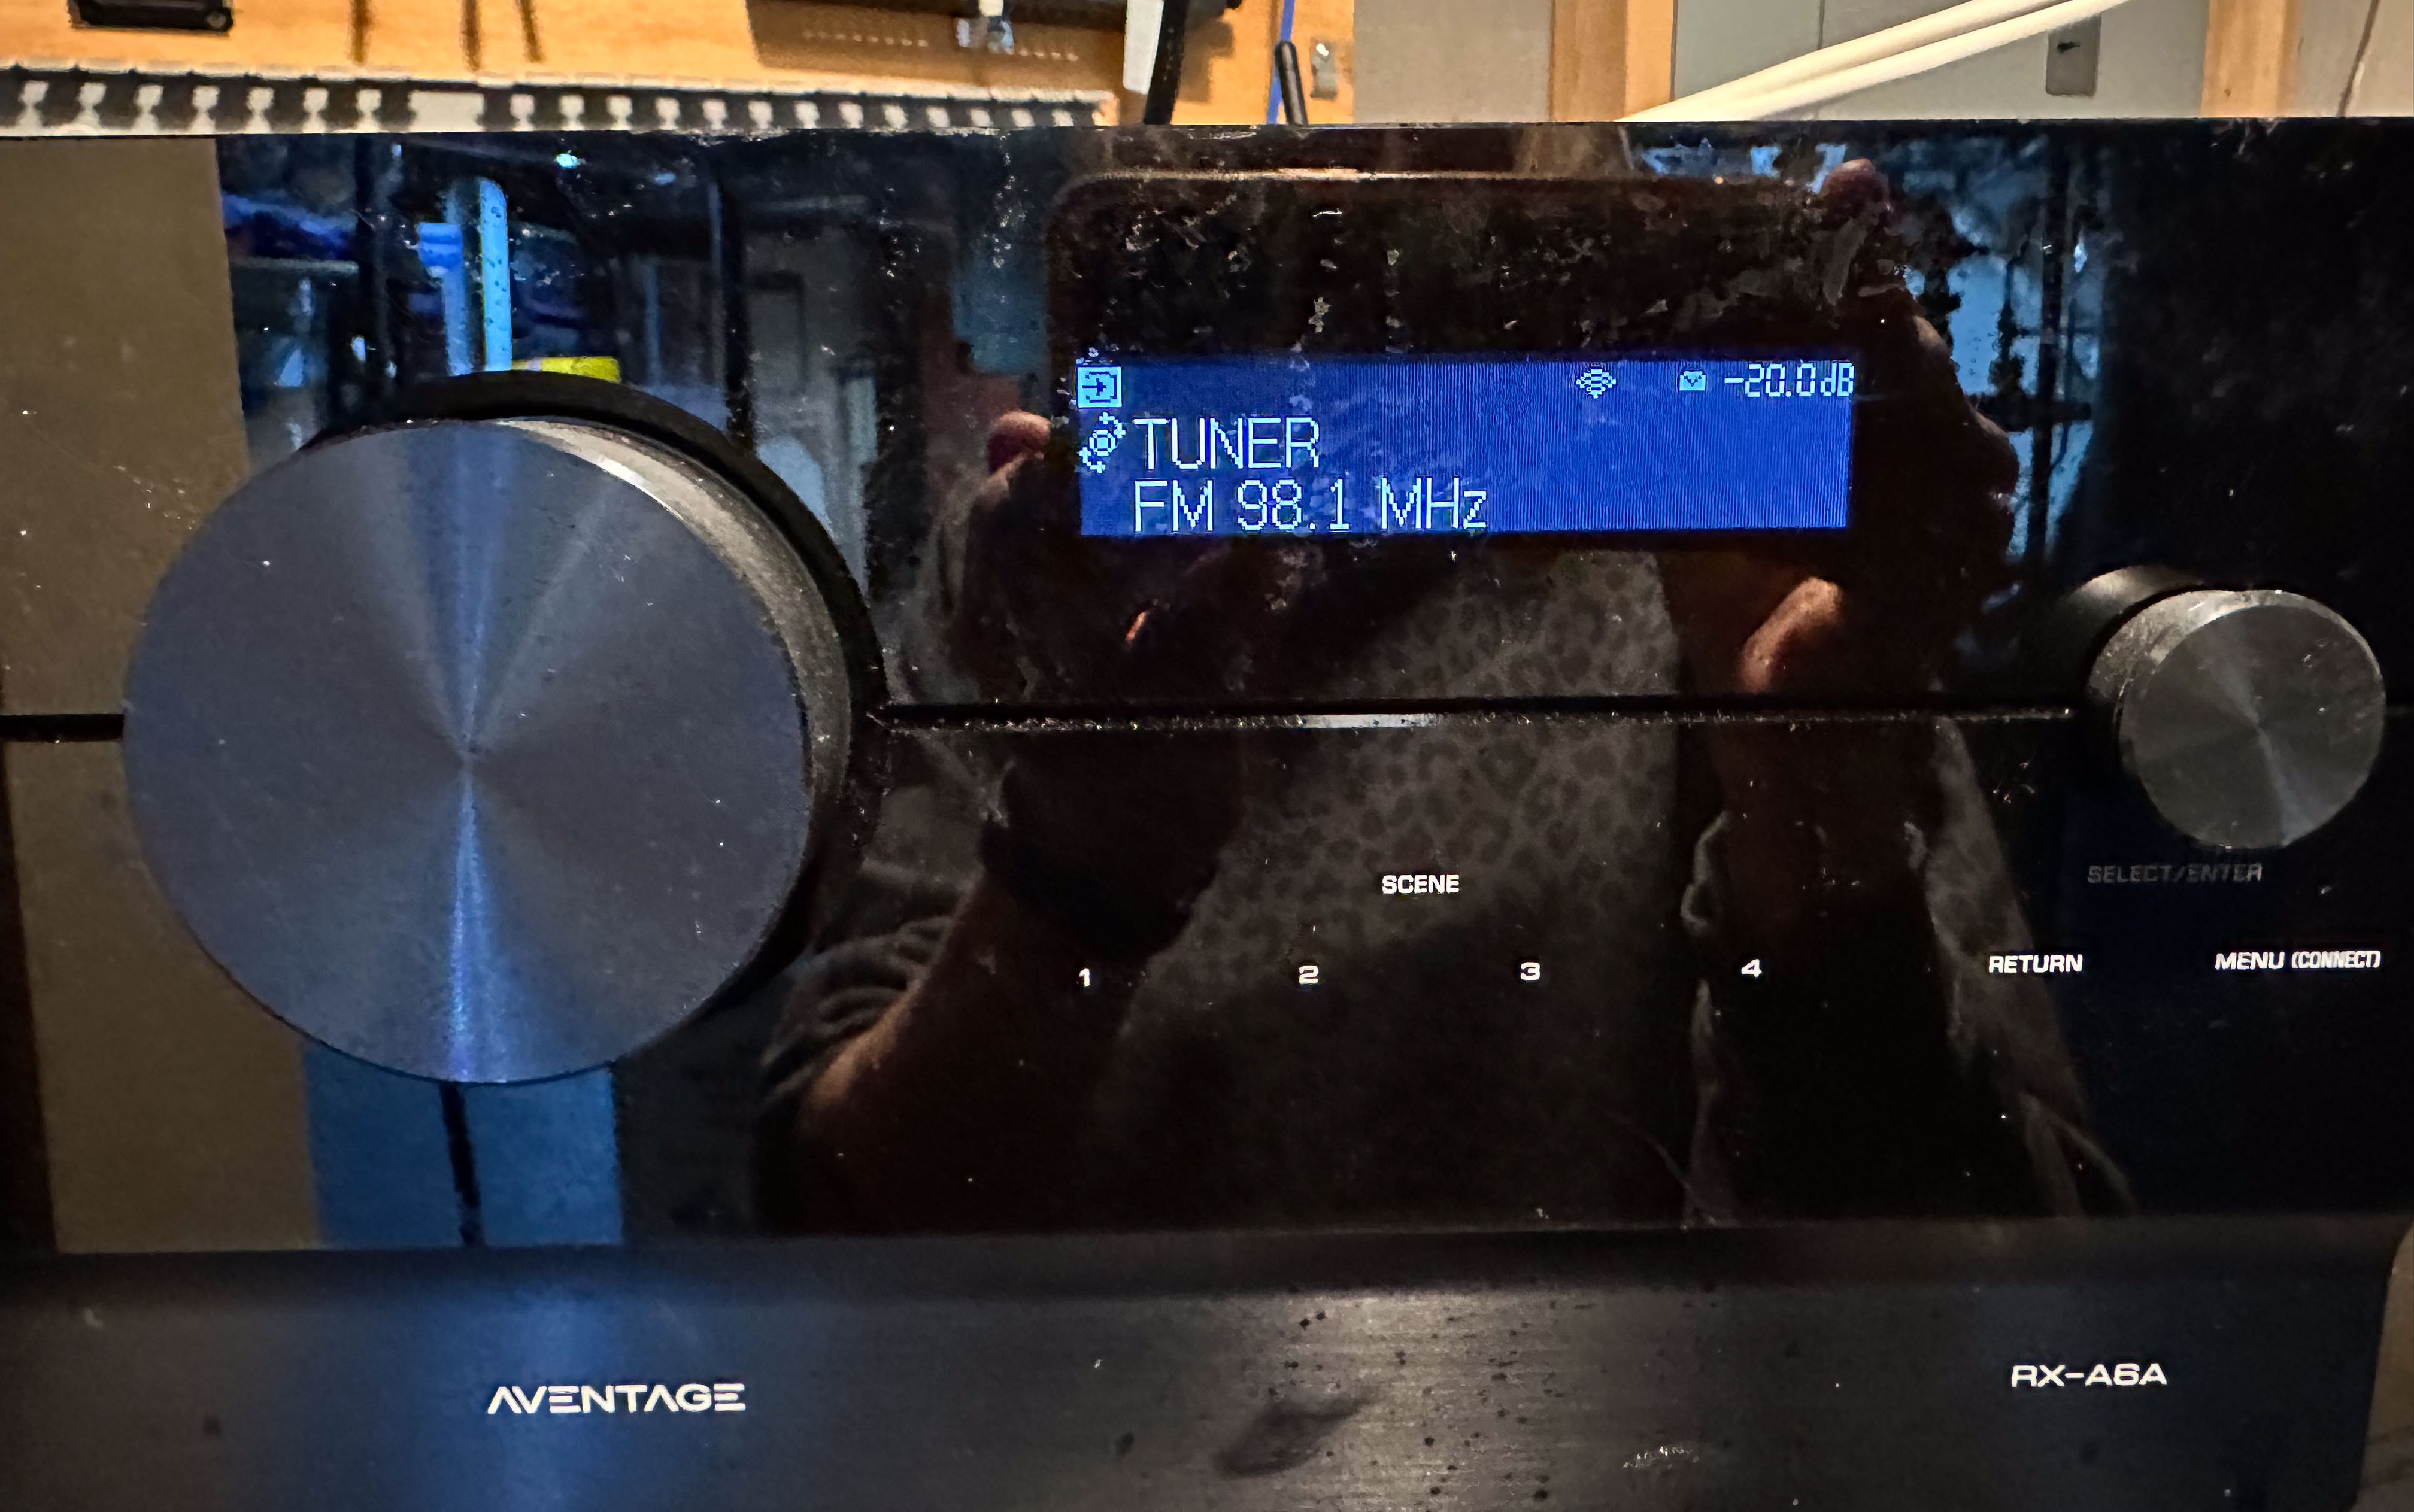 -20.0dB
TUNER
FM 98.1 MHz
SCENE
1 2 3 4
SELECT/ENTER
RETURN MENU (CONNECT)
AVENTAGE RX-A6A